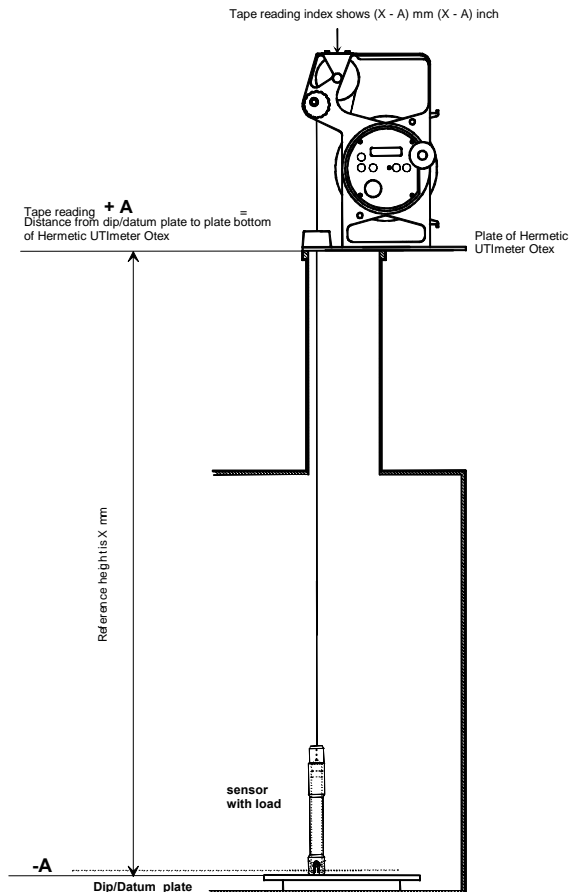 Tape reading index shows (X - A) mm (X - A) inch
Tape reading + A =
Distance from dip/datum plate to plate bottom
of Hermetic UTImeter Otex
Plate of Hermetic
UTImeter Otex
Reference height is X mm
sensor
with load
-A
Dip/Datum plate